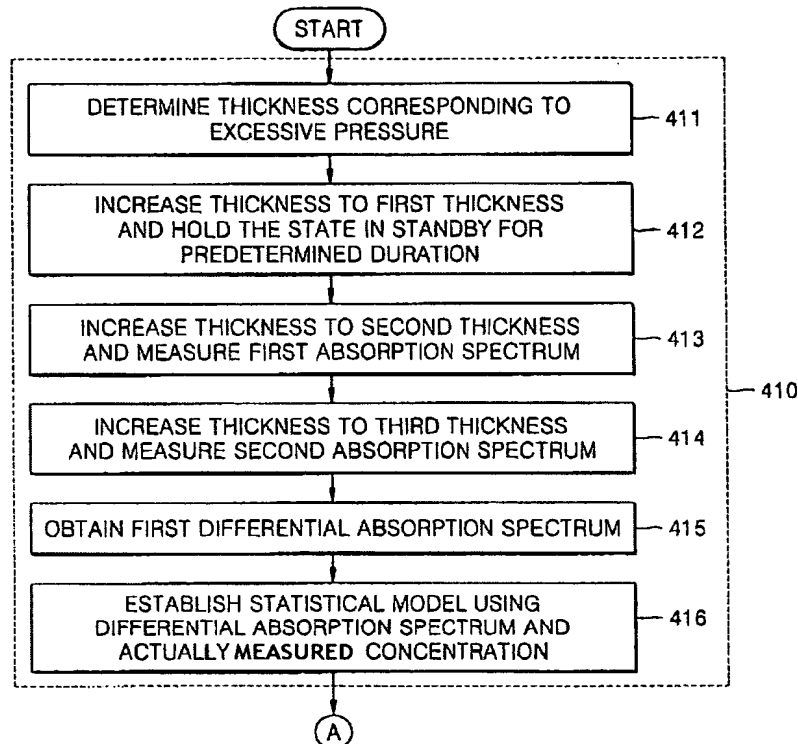 START
DETERMINE THICKNESS CORRESPONDING TO
EXCESSIVE PRESSURE
411
INCREASE THICKNESS TO FIRST THICKNESS
AND HOLD THE STATE IN STANDBY FOR
PREDETERMINED DURATION
412
INCREASE THICKNESS TO SECOND THICKNESS
AND MEASURE FIRST ABSORPTION SPECTRUM
413
410
INCREASE THICKNESS TO THIRD THICKNESS
AND MEASURE SECOND ABSORPTION SPECTRUM
414
OBTAIN FIRST DIFFERENTIAL ABSORPTION SPECTRUM
415
ESTABLISH STATISTICAL MODEL USING
DIFFERENTIAL ABSORPTION SPECTRUM AND
ACTUALLY MEASURED CONCENTRATION
416
A